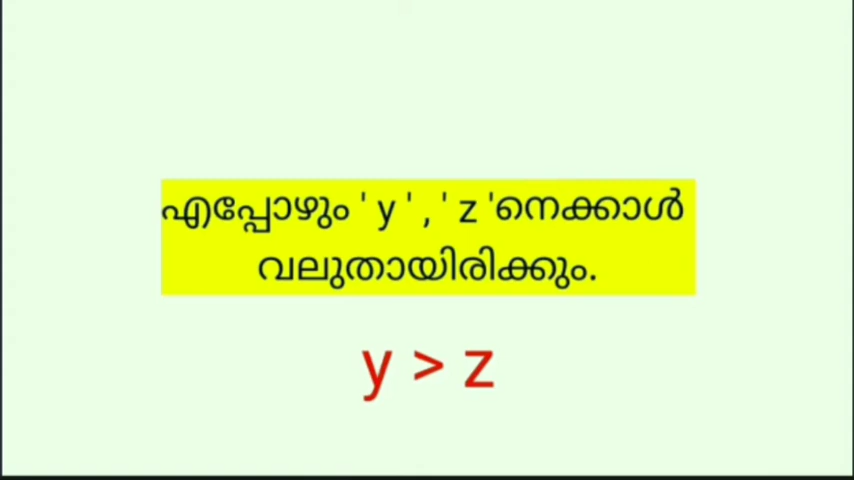 എപ്പോഴും ' y ' , ' z 'നെക്കാൾ
വലുതായിരിക്കും.
y > z